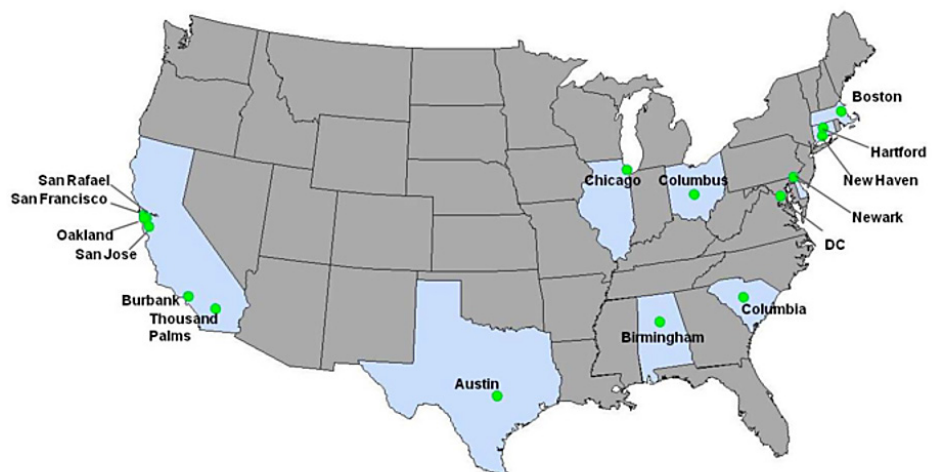 Boston
Hartford
New Haven
Newark
DC
Chicago
Columbus
San Rafael
San Francisco
Oakland
San Jose
Burbank
Thousand
Palms
Columbia
Birmingham
Austin